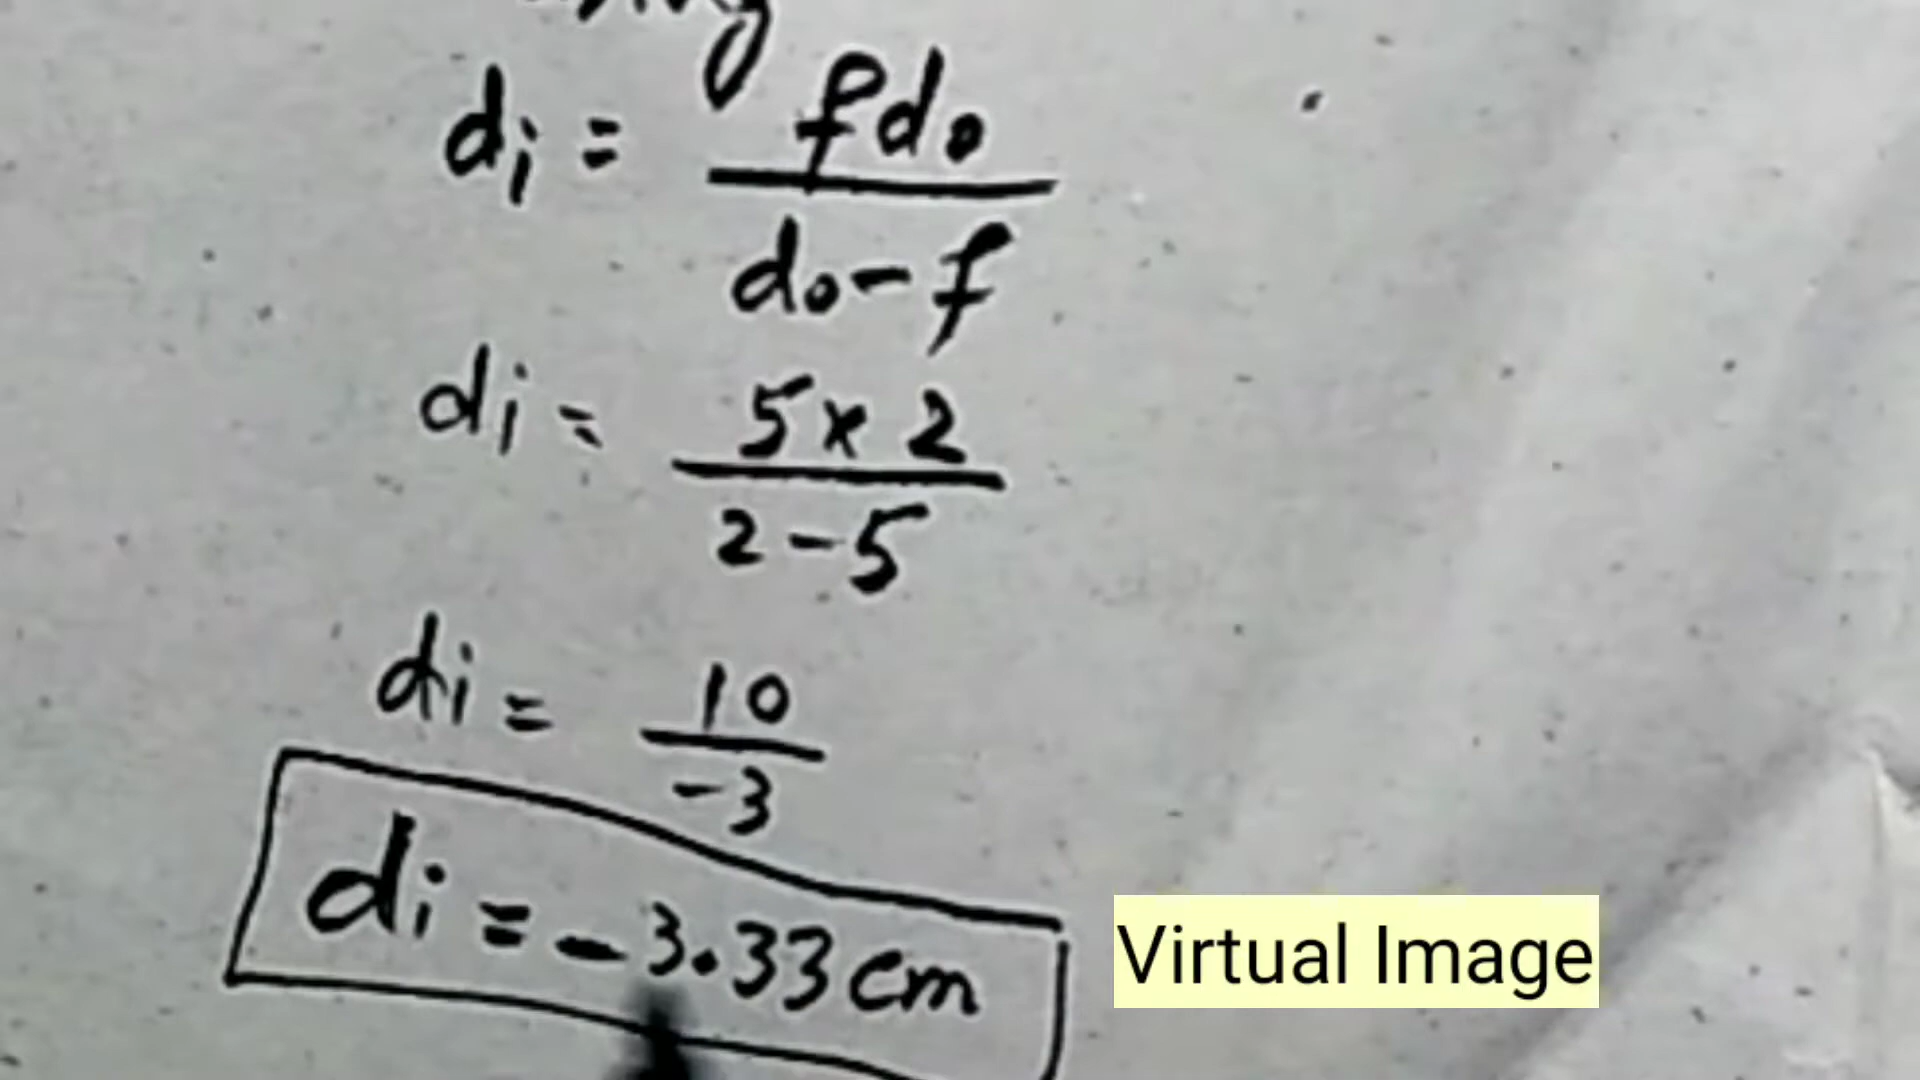 di = fdo / do - f
di = 5 x 2 / 2 - 5
di = 10 / -3
di = -3.33 cm
Virtual Image